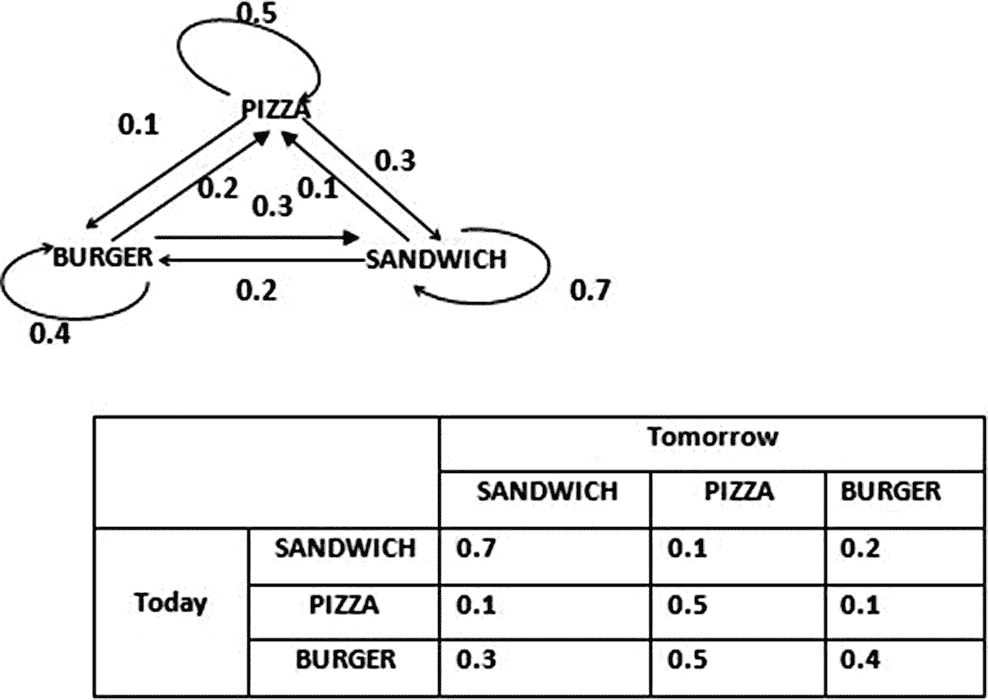 0.5
PIZZA
0.1
0.3
0.2 0.1
0.3
BURGER SANDWICH
0.2 0.7
0.4
Tomorrow
SANDWICH PIZZA BURGER
SANDWICH 0.7 0.1 0.2
Today PIZZA 0.1 0.5 0.1
BURGER 0.3 0.5 0.4